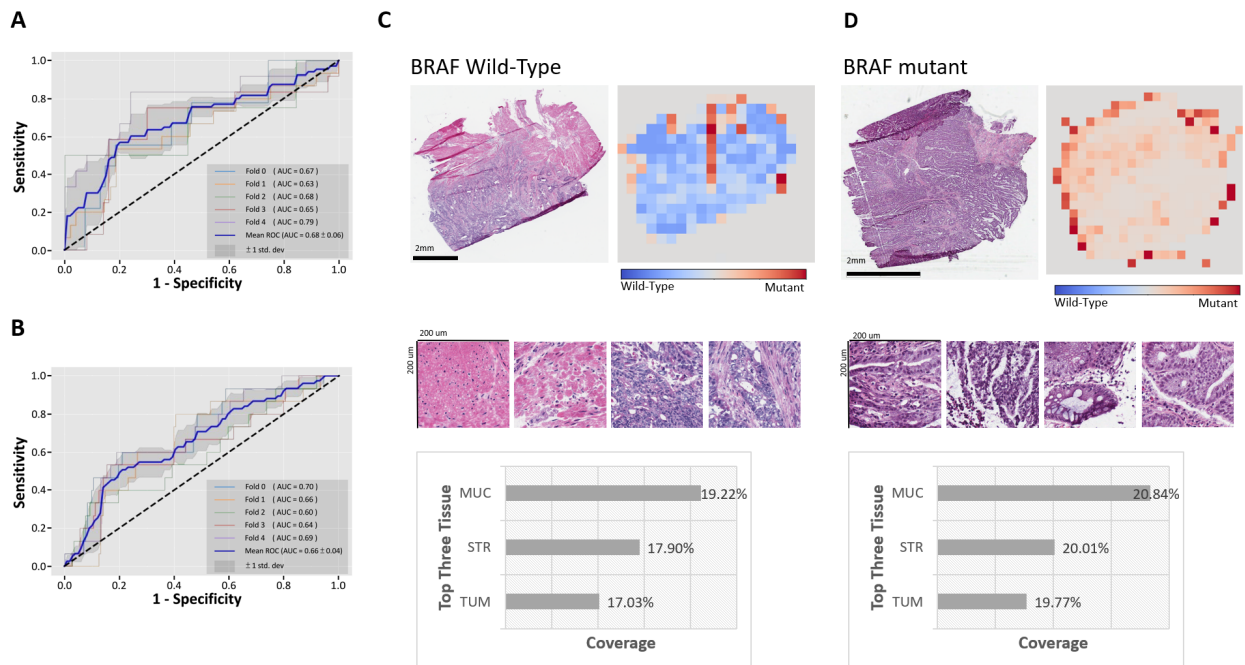 A
1.0
0.8
0.6
0.4
0.2
0.0
Sensitivity
Fold 0 ( AUC = 0.67 )
Fold 1 ( AUC = 0.63 )
Fold 2 ( AUC = 0.68 )
Fold 3 ( AUC = 0.65 )
Fold 4 ( AUC = 0.79 )
Mean ROC (AUC = 0.68 ± 0.06 )
± 1 std. dev
0.0 0.2 0.4 0.6 0.8 1.0
1 - Specificity
B
1.0
0.8
0.6
0.4
0.2
0.0
Sensitivity
Fold 0 ( AUC = 0.70 )
Fold 1 ( AUC = 0.66 )
Fold 2 ( AUC = 0.60 )
Fold 3 ( AUC = 0.64 )
Fold 4 ( AUC = 0.69 )
Mean ROC (AUC = 0.66 ± 0.04 )
± 1 std. dev
0.0 0.2 0.4 0.6 0.8 1.0
1 - Specificity
C
BRAF Wild-Type
2mm
Wild-Type Mutant
200 um
200 um
Top Three Tissue
MUC 19.22%
STR 17.90%
TUM 17.03%
Coverage
D
BRAF mutant
2mm
Wild-Type Mutant
200 um
200 um
Top Three Tissue
MUC 20.84%
STR 20.01%
TUM 19.77%
Coverage